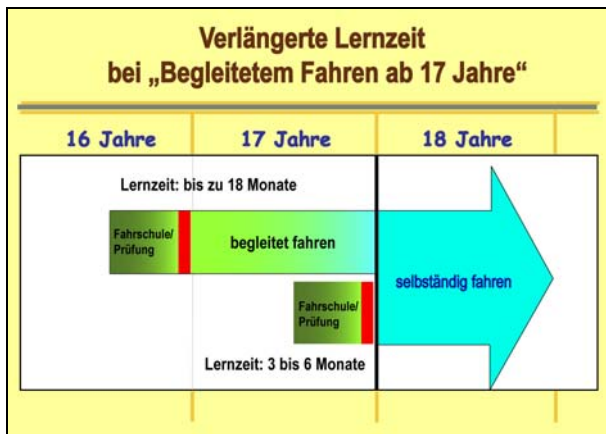 Verlängerte Lernzeit
bei „Begleitetem Fahren ab 17 Jahre“
16 Jahre
17 Jahre
18 Jahre
Lernzeit: bis zu 18 Monate
Fahrschule/
Prüfung
begleitet fahren
selbständig fahren
Fahrschule/
Prüfung
Lernzeit: 3 bis 6 Monate